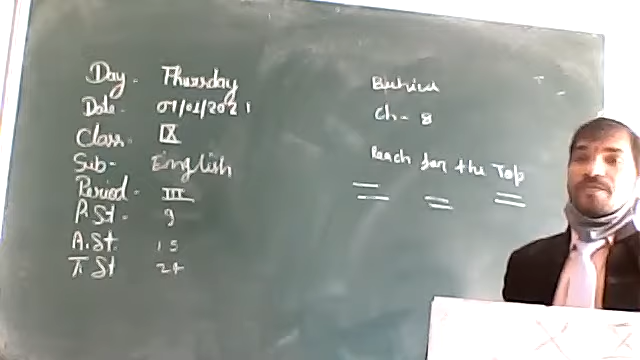 Day - Thursday
Date - 07/01/2021
Class - IX
Sub - English
Period - III
P. St - 9
A. St. 15
T. St 24
Beehive
Ch - 8
Reach for the Top